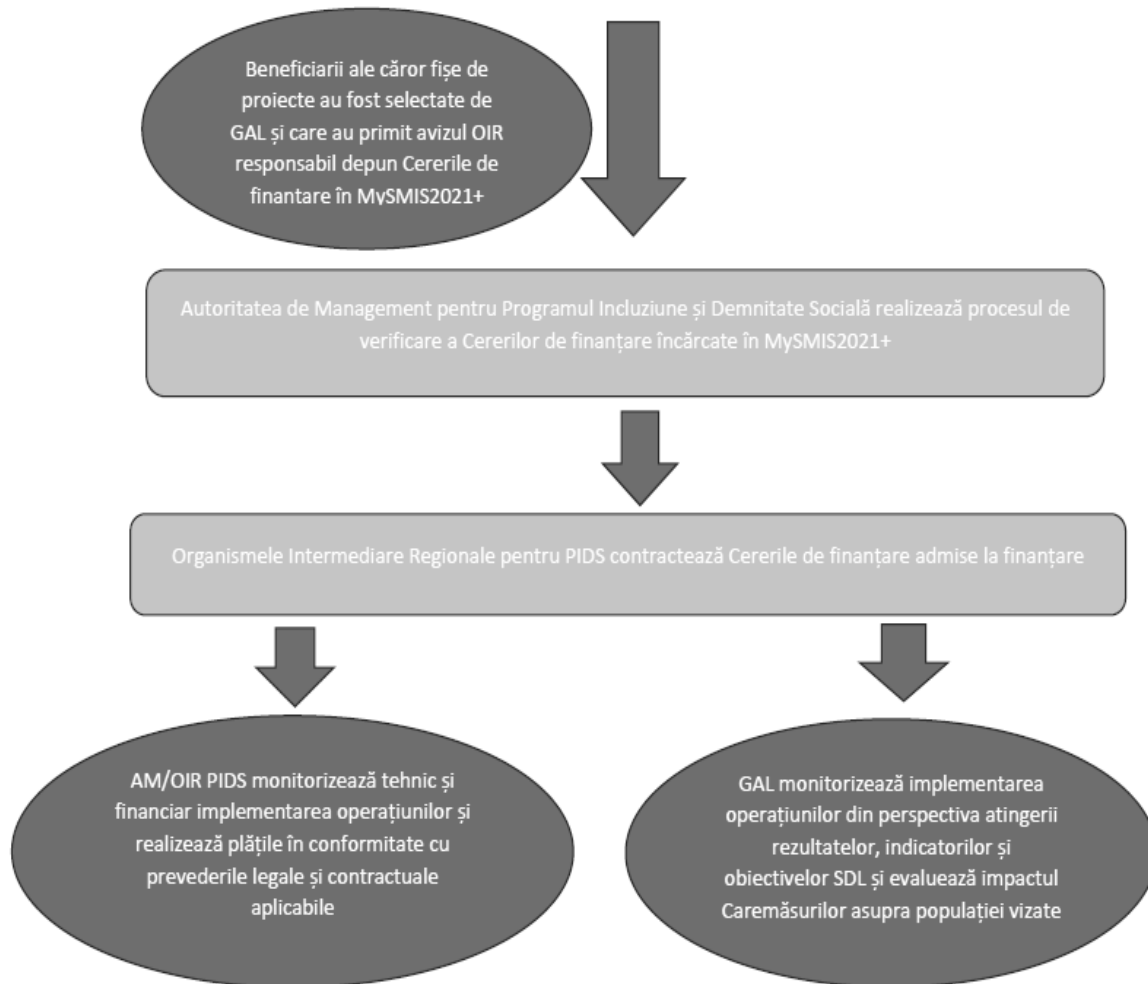 Beneficiarii ale căror fișe de
proiecte au fost selectate de
GAL și care au primit avizul OIR
responsabil depun Cererile de
finantare în MySMIS2021+
Autoritatea de Management pentru Programul Incluziune și Demnitate Socială realizează procesul de
verificare a Cererilor de finanțare încărcate în MySMIS2021+
Organismele Intermediare Regionale pentru PIDS contractează Cererile de finanțare admise la finanțare
AM/OIR PIDS monitorizează tehnic și
financiar implementarea operațiunilor și
realizează plățile în conformitate cu
prevederile legale și contractuale
aplicabile
GAL monitorizează implementarea
operațiunilor din perspectiva atingerii
rezultatelor, indicatorilor și
obiectivelor SDL și evaluează impactul
Caremăsurilor asupra populației vizate